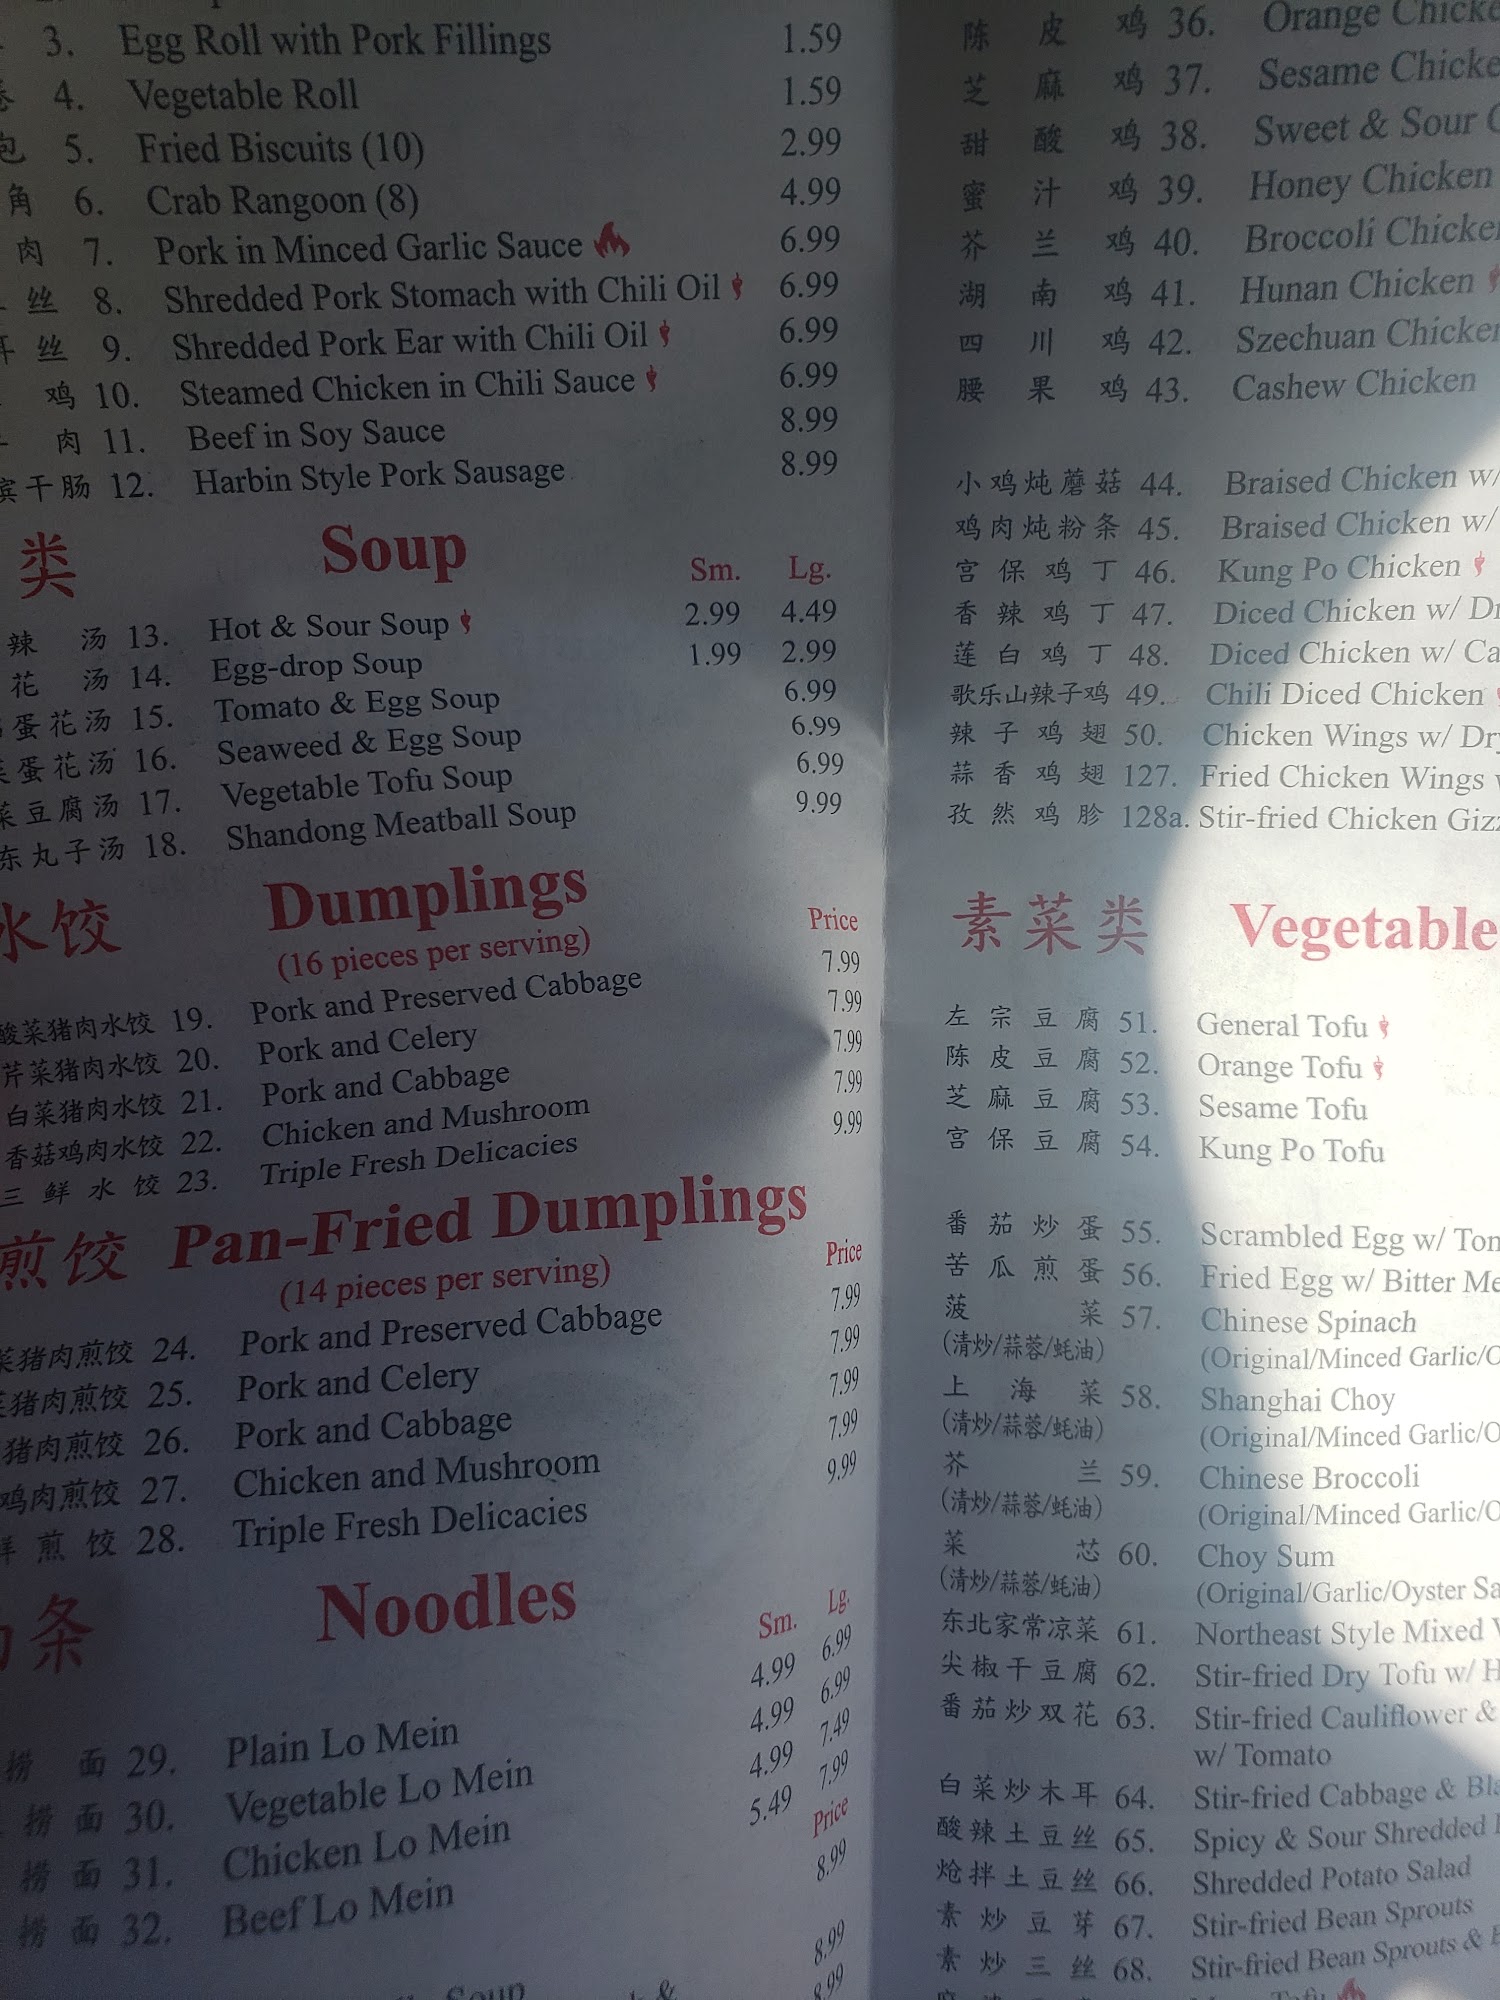 3. Egg Roll with Pork Fillings 1.59
4. Vegetable Roll 1.59
5. Fried Biscuits (10) 2.99
角 6. Crab Rangoon (8) 4.99
肉 7. Pork in Minced Garlic Sauce 6.99
丝 8. Shredded Pork Stomach with Chili Oil 6.99
丝 9. Shredded Pork Ear with Chili Oil 6.99
鸡 10. Steamed Chicken in Chili Sauce 6.99
肉 11. Beef in Soy Sauce 8.99
干肠 12. Harbin Style Pork Sausage 8.99
类 Soup
Sm. Lg.
辣 汤 13. Hot & Sour Soup 2.99 4.49
花 汤 14. Egg-drop Soup 1.99 2.99
蛋花汤 15. Tomato & Egg Soup 6.99
蛋花汤 16. Seaweed & Egg Soup 6.99
菜豆腐汤 17. Vegetable Tofu Soup 6.99
东丸子汤 18. Shandong Meatball Soup 9.99
水饺 Dumplings
(16 pieces per serving) Price
酸菜猪肉水饺 19. Pork and Preserved Cabbage 7.99
芹菜猪肉水饺 20. Pork and Celery 7.99
白菜猪肉水饺 21. Pork and Cabbage 7.99
香菇鸡肉水饺 22. Chicken and Mushroom 7.99
三鲜水饺 23. Triple Fresh Delicacies 9.99
煎饺 Pan-Fried Dumplings
(14 pieces per serving) Price
菜猪肉煎饺 24. Pork and Preserved Cabbage 7.99
菜猪肉煎饺 25. Pork and Celery 7.99
猪肉煎饺 26. Pork and Cabbage 7.99
鸡肉煎饺 27. Chicken and Mushroom 7.99
鲜煎饺 28. Triple Fresh Delicacies 9.99
条 Noodles
Sm. Lg.
捞 面 29. Plain Lo Mein 4.99 6.99
捞 面 30. Vegetable Lo Mein 4.99 6.99
捞 面 31. Chicken Lo Mein 4.99 7.49
捞 面 32. Beef Lo Mein 5.49 7.99
Price
8.99
8.99
Soup &
8.99
陈皮鸡 36. Orange
芝麻鸡 37. Sesame
甜酸鸡 38. Sweet & Sour
蜜汁鸡 39. Honey Chicken
芥兰鸡 40. Broccoli
湖南鸡 41. Hunan Chicken
四川鸡 42. Szechuan
腰果鸡 43. Cashew Chicken
小鸡炖蘑菇 44. Braised Chicken w/
鸡肉炖粉条 45. Braised Chicken w/
宫保鸡丁 46. Kung Po Chicken
香辣鸡丁 47. Diced Chicken w/
莲白鸡丁 48. Diced Chicken w/
歌乐山辣子鸡 49. Chili Diced Chicken
辣子鸡翅 50. Chicken Wings w/
蒜香鸡翅 127. Fried Chicken Wings
孜然鸡胗 128a. Stir-fried Chicken
素菜类 Vegetable
左宗豆腐 51. General Tofu
陈皮豆腐 52. Orange Tofu
芝麻豆腐 53. Sesame Tofu
宫保豆腐 54. Kung Po Tofu
番茄炒蛋 55. Scrambled Egg w/
苦瓜煎蛋 56. Fried Egg w/ Bitter
菠菜 57. Chinese Spinach
(清炒/蒜蓉/蚝油) (Original/Minced Garlic/
上海菜 58. Shanghai Choy
(清炒/蒜蓉/蚝油) (Original/Minced Garlic/
芥兰 59. Chinese Broccoli
(清炒/蒜蓉/蚝油) (Original/Minced Garlic/
菜芯 60. Choy Sum
(清炒/蒜蓉/蚝油) (Original/Garlic/Oyster
东北家常凉菜 61. Northeast Style Mixed
尖椒干豆腐 62. Stir-fried Dry Tofu w/
番茄炒双花 63. Stir-fried Cauliflower &
w/ Tomato
白菜炒木耳 64. Stir-fried Cabbage &
酸辣土豆丝 65. Spicy & Sour Shredded
炝拌土豆丝 66. Shredded Potato Salad
素炒豆芽 67. Stir-fried Bean Sprouts
素炒三丝 68. Stir-fried Bean Sprouts &